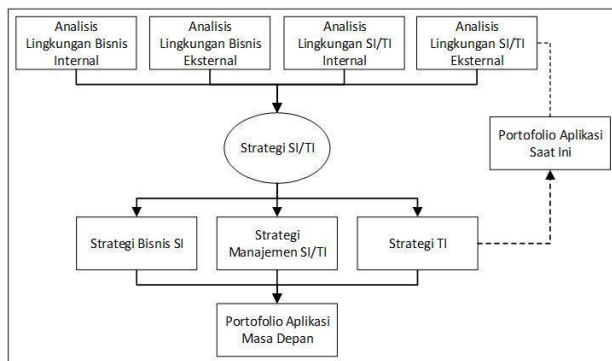 Analisis
Lingkungan Bisnis
Internal
Analisis
Lingkungan Bisnis
Eksternal
Analisis
Lingkungan SI/TI
Internal
Analisis
Lingkungan SI/TI
Eksternal
Portofolio Aplikasi
Saat Ini
Strategi SI/TI
Strategi Bisnis SI
Strategi
Manajemen SI/TI
Strategi TI
Portofolio Aplikasi
Masa Depan